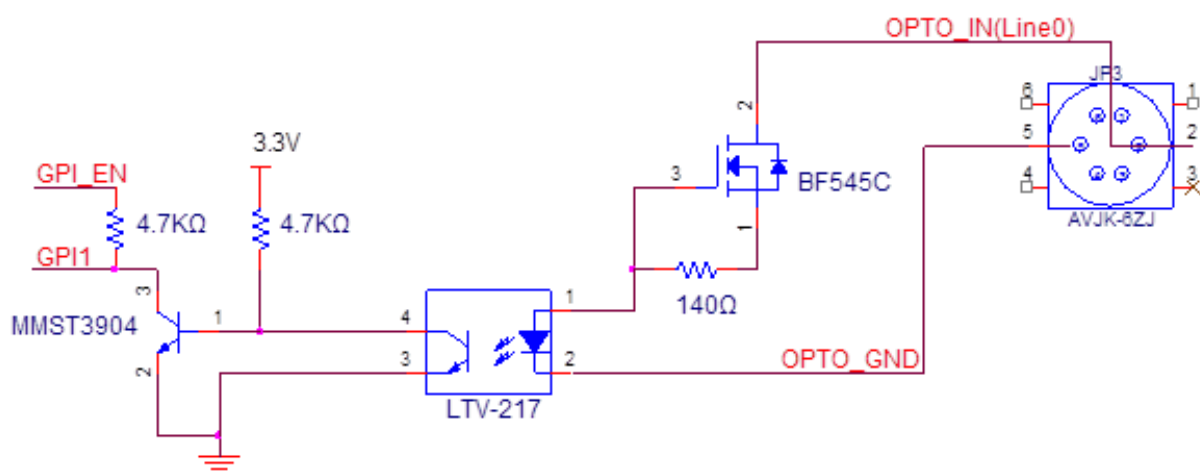 OPTO_IN(Line0)
JP3
6
1
5
2
4
3
AVJK-6ZJ
2
3
BF545C
1
140Ω
3.3V
GPI_EN
4.7KΩ
4.7KΩ
GPI1
3
MMST3904
1
2
4
1
3
2
LTV-217
OPTO_GND